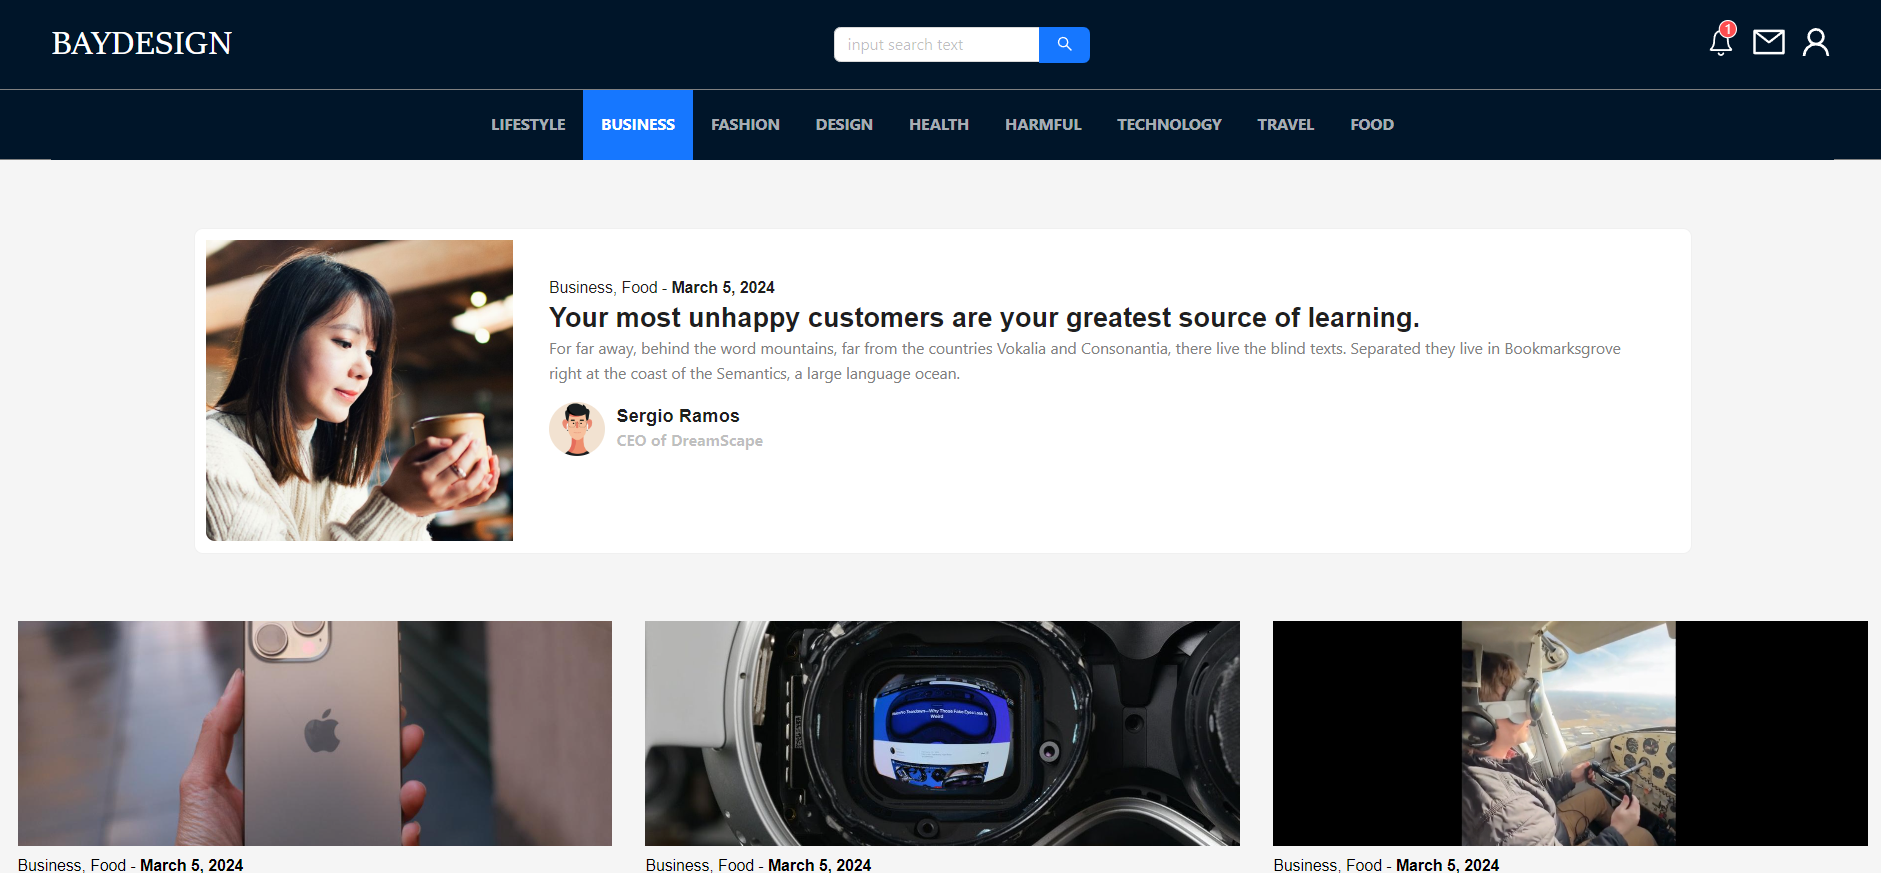 BAYDESIGN
input search text
1
LIFESTYLE BUSINESS FASHION DESIGN HEALTH HARMFUL TECHNOLOGY TRAVEL FOOD
Business, Food - March 5, 2024
Your most unhappy customers are your greatest source of learning.
For far away, behind the word mountains, far from the countries Vokalia and Consonantia, there live the blind texts. Separated they live in Bookmarksgrove
right at the coast of the Semantics, a large language ocean.
Sergio Ramos
CEO of DreamScape
Business, Food - March 5, 2024
Business, Food - March 5, 2024
Business, Food - March 5, 2024